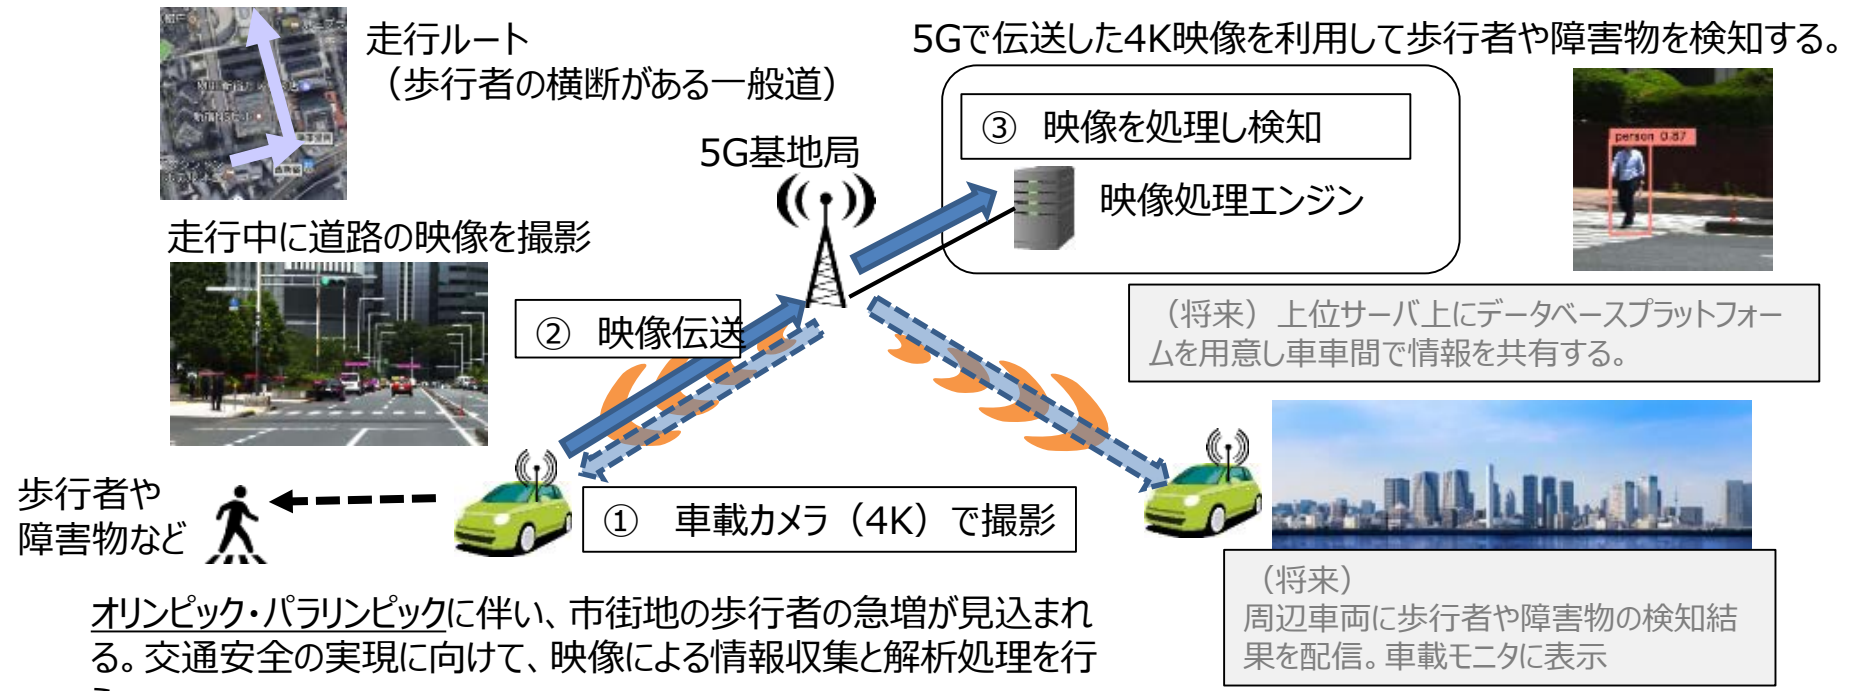 走行ルート
（歩行者の横断がある一般道）
5Gで伝送した4K映像を利用して歩行者や障害物を検知する。
③ 映像を処理し検知
5G基地局
映像処理エンジン
person 0.87
走行中に道路の映像を撮影
② 映像伝送
（将来）上位サーバ上にデータベースプラットフォー
ムを用意し車車間で情報を共有する。
歩行者や
障害物など
① 車載カメラ（4K）で撮影
（将来）
周辺車両に歩行者や障害物の検知結
果を配信。車載モニタに表示
オリンピック・パラリンピックに伴い、市街地の歩行者の急増が見込まれ
る。交通安全の実現に向けて、映像による情報収集と解析処理を行